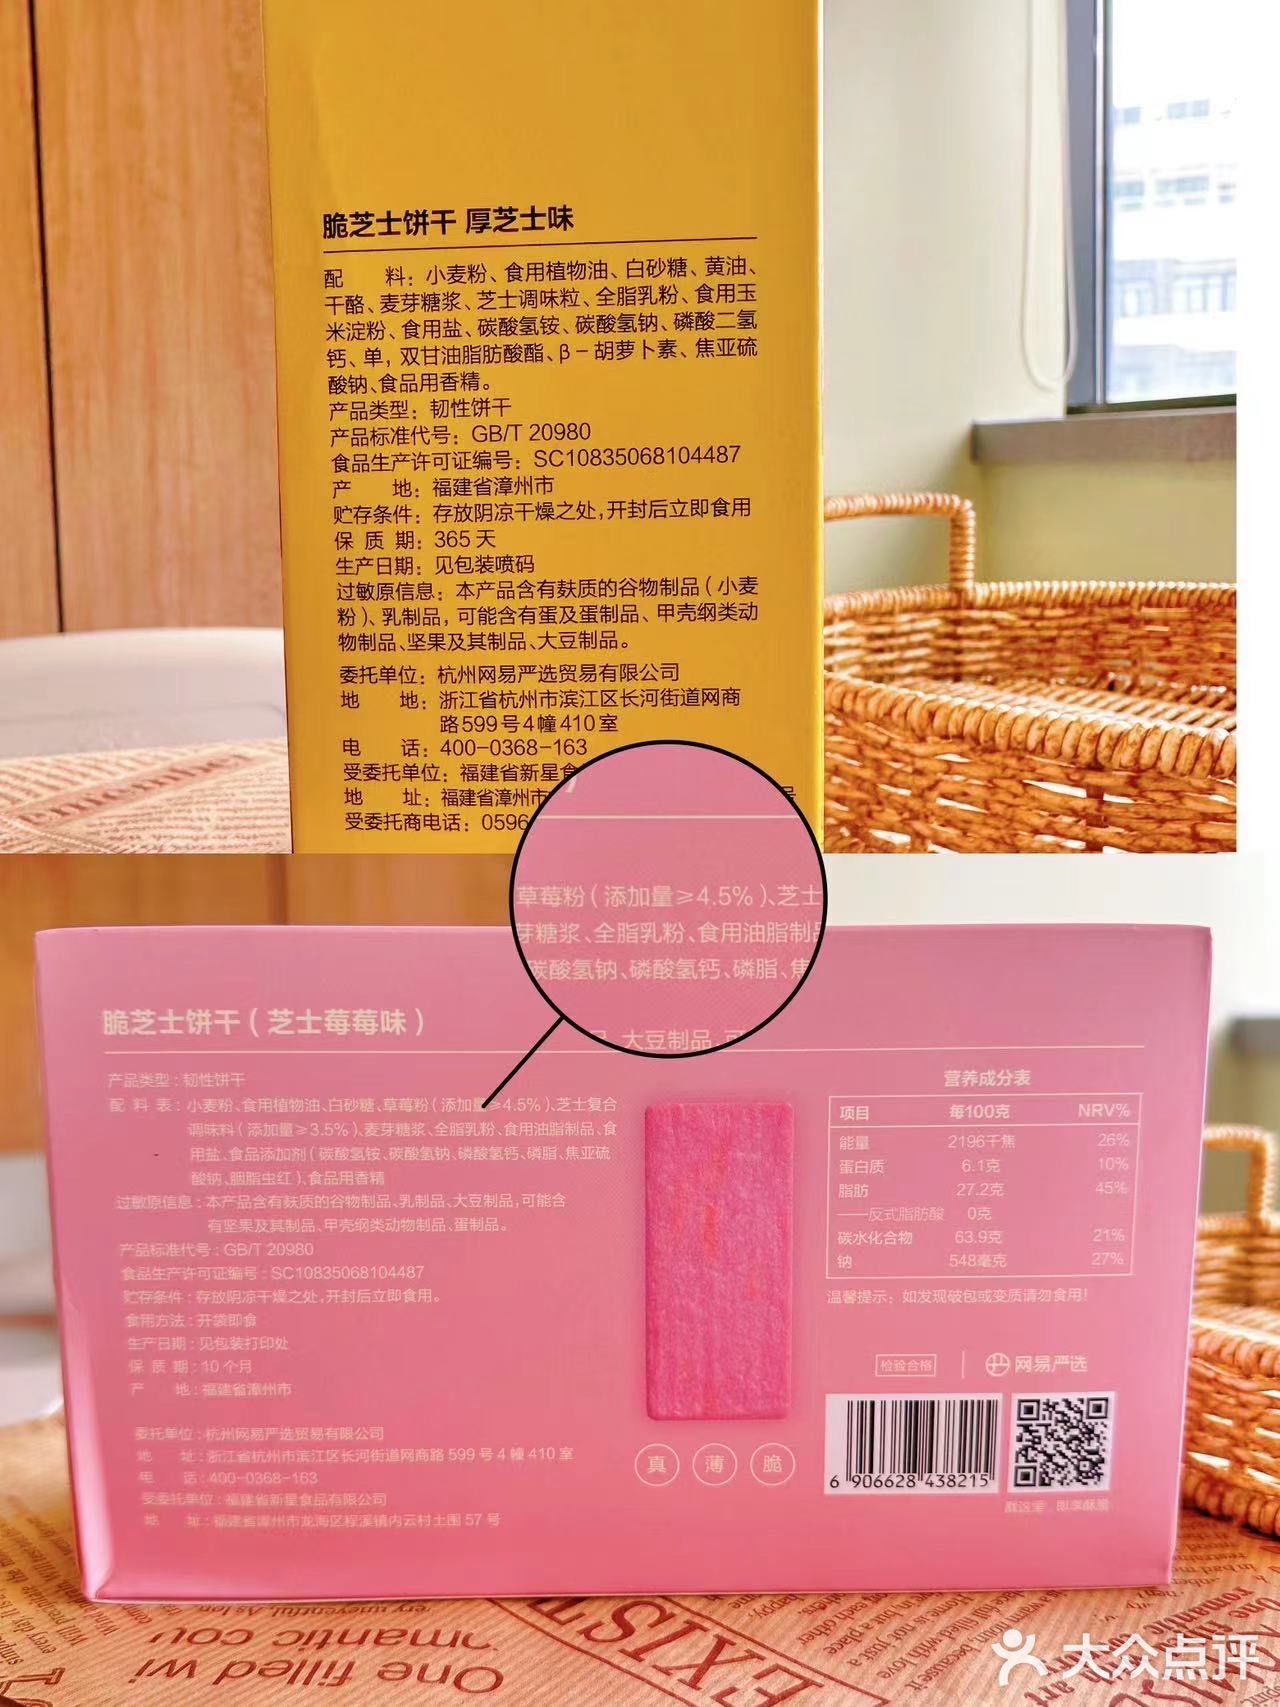 脆芝士饼干 厚芝士味
配 料：小麦粉、食用植物油、白砂糖、黄油、
干酪、麦芽糖浆、芝士调味粒、全脂乳粉、食用玉
米淀粉、食用盐、碳酸氢铵、碳酸氢钠、磷酸二氢
钙、单，双甘油脂肪酸酯、β－胡萝卜素、焦亚硫
酸钠、食品用香精。
产品类型：韧性饼干
产品标准代号：GB/T 20980
食品生产许可证编号：SC10835068104487
产 地：福建省漳州市
贮存条件：存放阴凉干燥之处，开封后立即食用
保 质 期：365天
生产日期：见包装喷码
过敏原信息：本产品含有麸质的谷物制品（小麦
粉）、乳制品，可能含有蛋及蛋制品、甲壳纲类动
物制品、坚果及其制品、大豆制品。
委托单位：杭州网易严选贸易有限公司
地 址：浙江省杭州市滨江区长河街道网商
路599号4幢410室
电 话：400-0368-163
受委托单位：福建省新星食
地 址：福建省漳州市 号
受委托商电话：0596
草莓粉（添加量≥4.5%）、芝士
芽糖浆、全脂乳粉、食用油脂制品
碳酸氢钠、磷酸氢钙、磷脂、焦
大豆制品，可
脆芝士饼干（芝士莓莓味）
产品类型：韧性饼干
配 料 表：小麦粉、食用植物油、白砂糖、草莓粉（添加量≥4.5%）、芝士复合
调味料（添加量≥3.5%）、麦芽糖浆、全脂乳粉、食用油脂制品、食
用盐、食品添加剂（碳酸氢铵、碳酸氢钠、磷酸氢钙、磷脂、焦亚硫
酸钠、胭脂虫红）、食品用香精
过敏原信息：本产品含有麸质的谷物制品、乳制品、大豆制品，可能含
有坚果及其制品、甲壳纲类动物制品、蛋制品。
产品标准代号：GB/T 20980
食品生产许可证编号：SC10835068104487
贮存条件：存放阴凉干燥之处，开封后立即食用。
食用方法：开袋即食
生产日期：见包装打印处
保 质 期：10个月
产 地：福建省漳州市
委托单位：杭州网易严选贸易有限公司
地 址：浙江省杭州市滨江区长河街道网商路599号4幢410室
电 话：400-0368-163
受委托单位：福建省新星食品有限公司
地 址：福建省漳州市龙海区程溪镇内云村土围57号
真 薄 脆
营养成分表
项目 每100克 NRV%
能量 2196千焦 26%
蛋白质 6.1克 10%
脂肪 27.2克 45%
——反式脂肪酸 0克
碳水化合物 63.9克 21%
钠 548毫克 27%
温馨提示：如发现破包或变质请勿食用！
检验合格 网易严选
6 906628 438215
One filled wi
omantic cou
EXIST
大众点评